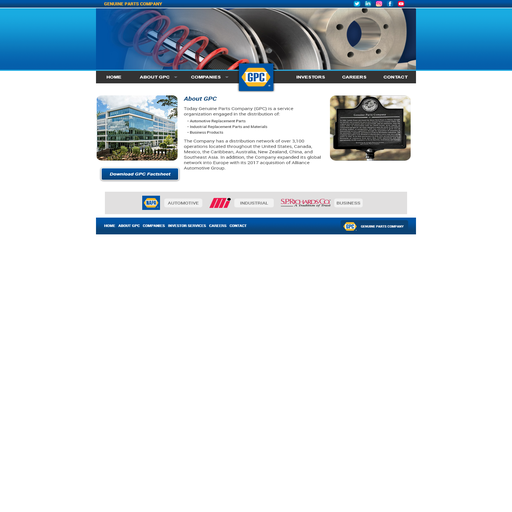 GENUINE PARTS COMPANY
HOME ABOUT GPC COMPANIES GPC INVESTORS CAREERS CONTACT
About GPC
Today Genuine Parts Company (GPC) is a service
organization engaged in the distribution of:
- Automotive Replacement Parts
- Industrial Replacement Parts and Materials
- Business Products
The Company has a distribution network of over 3,100
operations located throughout the United States, Canada,
Mexico, the Caribbean, Australia, New Zealand, China, and
Southeast Asia. In addition, the Company expanded its global
network into Europe with its 2017 acquisition of Alliance
Automotive Group.
Download GPC Factsheet
NAPA AUTOMOTIVE mi INDUSTRIAL S.P. RICHARDS CO. BUSINESS
A Tradition of Trust
HOME ABOUT GPC COMPANIES INVESTOR SERVICES CAREERS CONTACT GPC GENUINE PARTS COMPANY